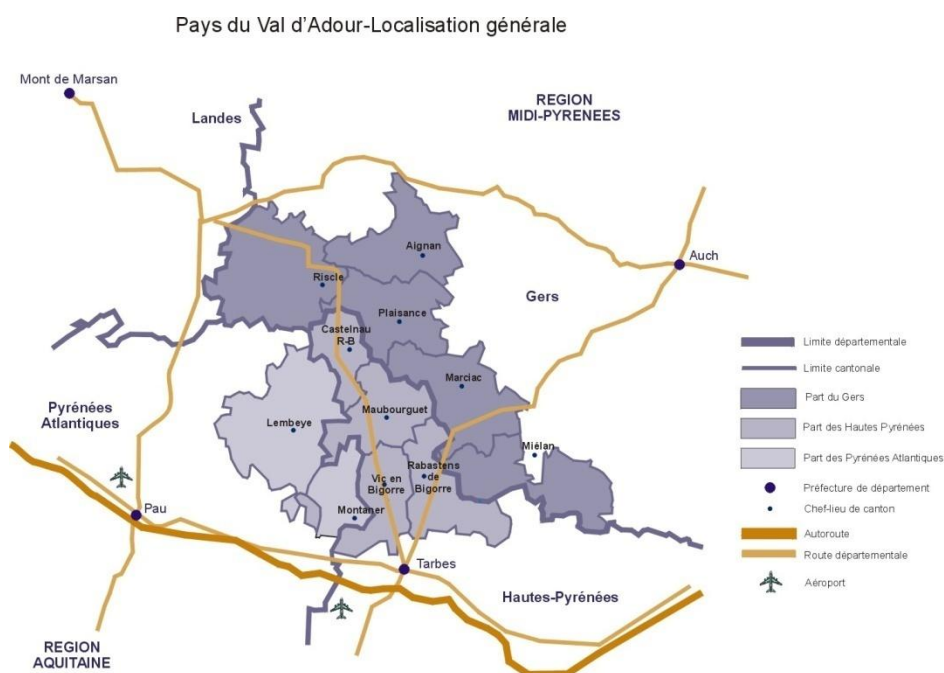 Pays du Val d'Adour-Localisation générale
Mont de Marsan
Landes
REGION
MIDI-PYRENEES
Aignan
Auch
Riscle
Gers
Plaisance
Castelnau
R-B
Limite départementale
Limite cantonale
Marciac
Part du Gers
Pyrénées
Atlantiques
Maubourguet
Lembeye
Part des Hautes Pyrénées
Miélan
Part des Pyrénées Atlantiques
Rabastens
de
Bigorre
Vic en
Bigorre
Préfecture de département
Pau
Montaner
Chef-lieu de canton
Autoroute
Route départementale
Tarbes
Aéroport
Hautes-Pyrénées
REGION
AQUITAINE